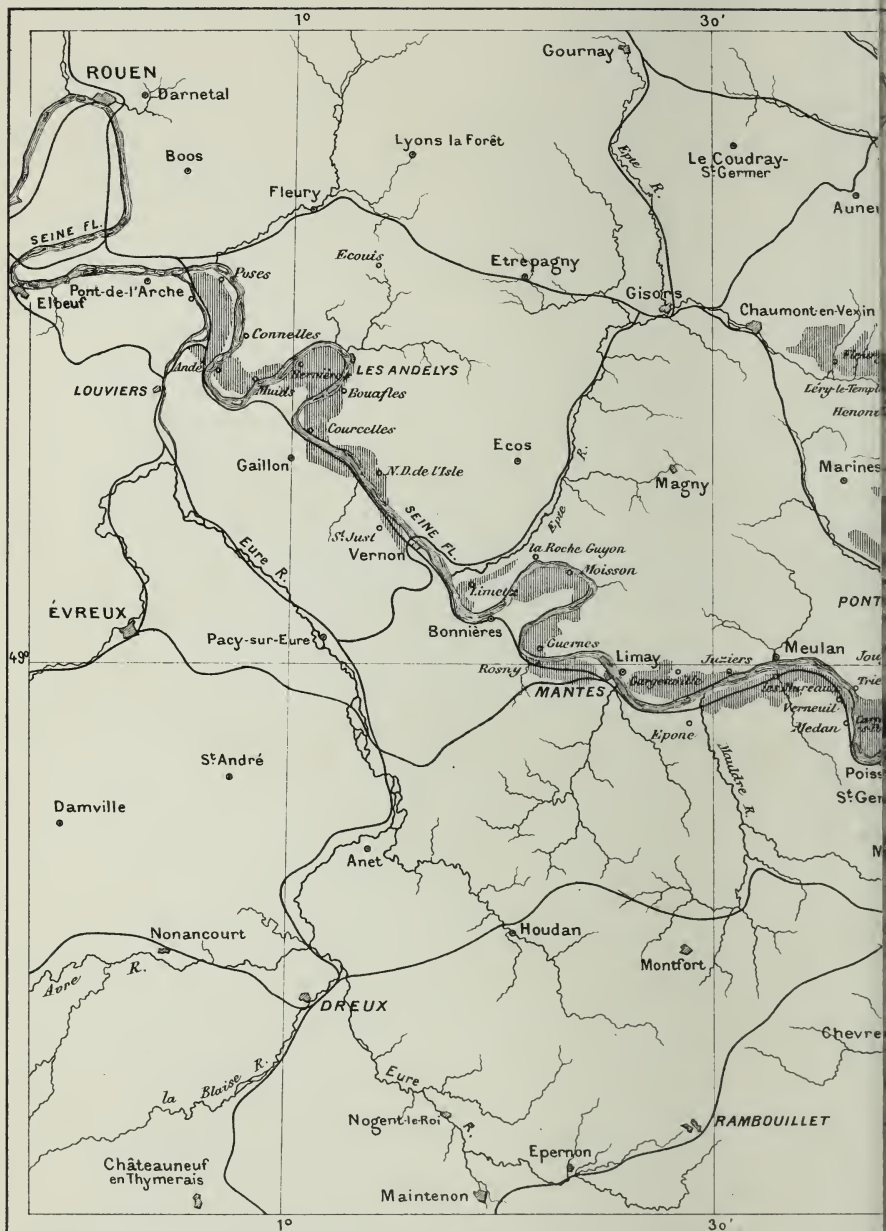 1°
30'
Gournay
ROUEN
Darnetal
Boos
Lyons la Forêt
Epte R.
Le Coudray-
St Germer
Fleury
SEINE FL.
Ecouis
Etrepagny
Gisors
Poses
Elbeuf
Pont-de-l'Arche
Chaumont-en-Vexin
Connelles
LES ANDELYS
Andé
Muids
Bouafles
LOUVIERS
Courcelles
Gaillon
Ecos
N.D. de l'Isle
Magny
Marines
SEINE FL.
Epte R.
St Just
Vernon
la Roche Guyon
Moisson
Eure R.
Limetz
ÉVREUX
Bonnières
PONT
Pacy-sur-Eure
Guernes
49°
Rosny
Limay
Juziers
Meulan
MANTES
Gargenville
les Mureaux
Verneuil
Medan
Epone
Mauldre R.
Poiss
St Ger
St André
Damville
Anet
Nonancourt
Houdan
Montfort
Avre R.
DREUX
Chevre
la Blaise R.
Eure R.
Nogent-le-Roi
RAMBOUILLET
Epernon
Châteauneuf
en Thymerais
Maintenon
1°
30'